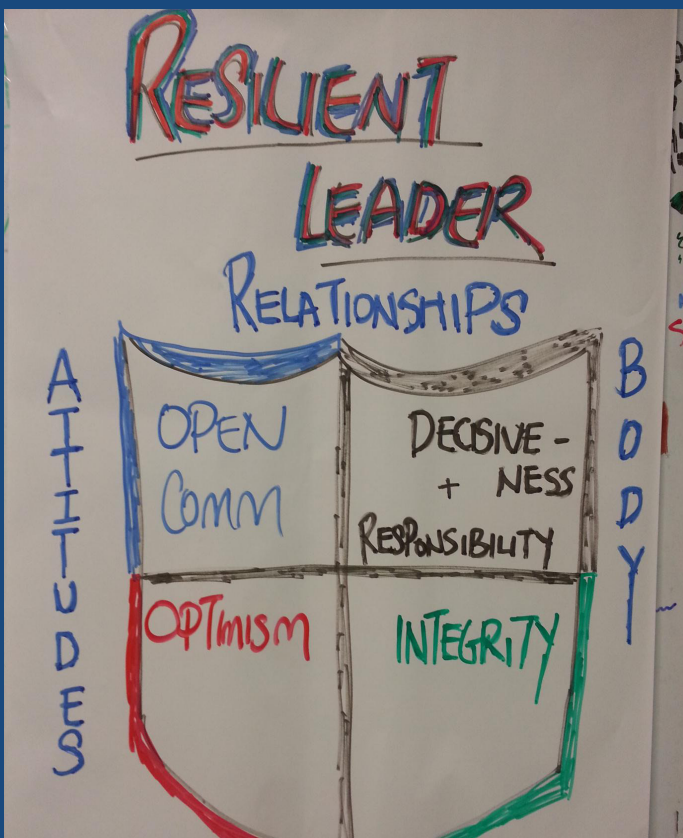 RESILIENT
LEADER
RELATIONSHIPS
ATTITUDES
BODY
OPEN
COMM
DECISIVE-
+ NESS
RESPONSIBILITY
OPTIMISM
INTEGRITY